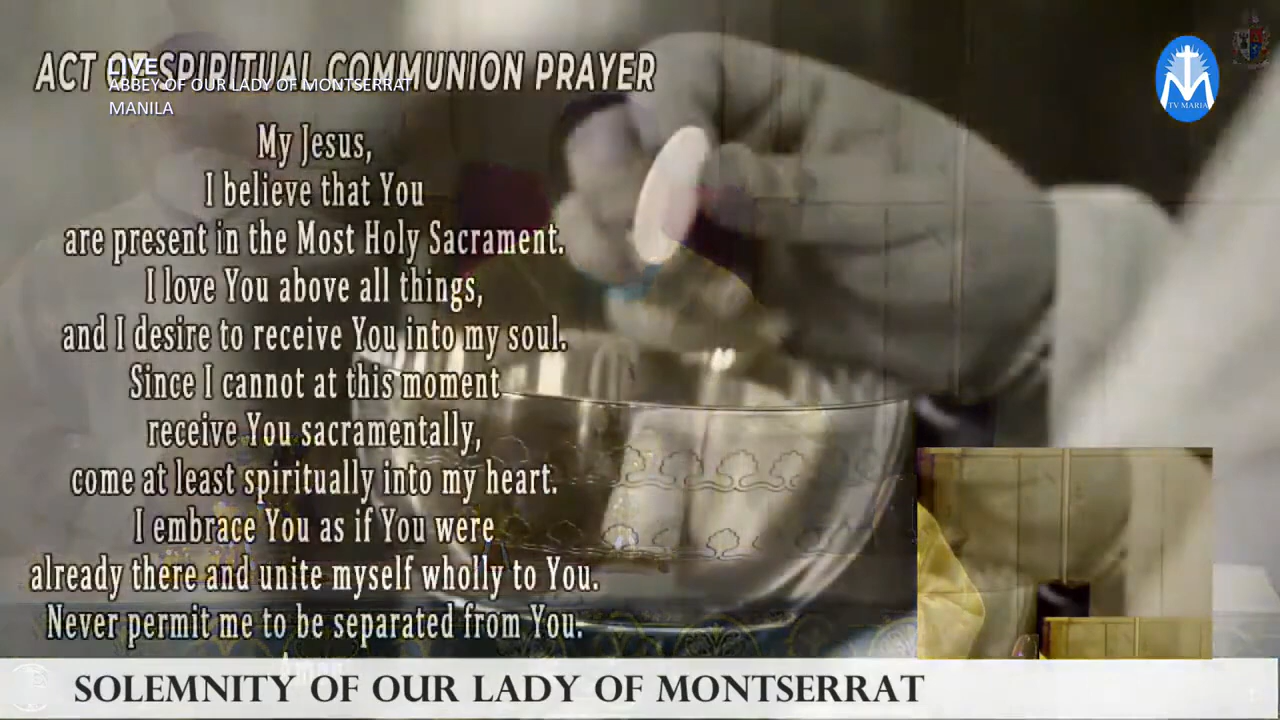 ACT OF SPIRITUAL COMMUNION PRAYER
LIVE
ABBEY OF OUR LADY OF MONTSERRAT
MANILA
TV MARIA
My Jesus,
I believe that You
are present in the Most Holy Sacrament.
I love You above all things,
and I desire to receive You into my soul.
Since I cannot at this moment
receive You sacramentally,
come at least spiritually into my heart.
I embrace You as if You were
already there and unite myself wholly to You.
Never permit me to be separated from You.
Amen
SOLEMNITY OF OUR LADY OF MONTSERRAT